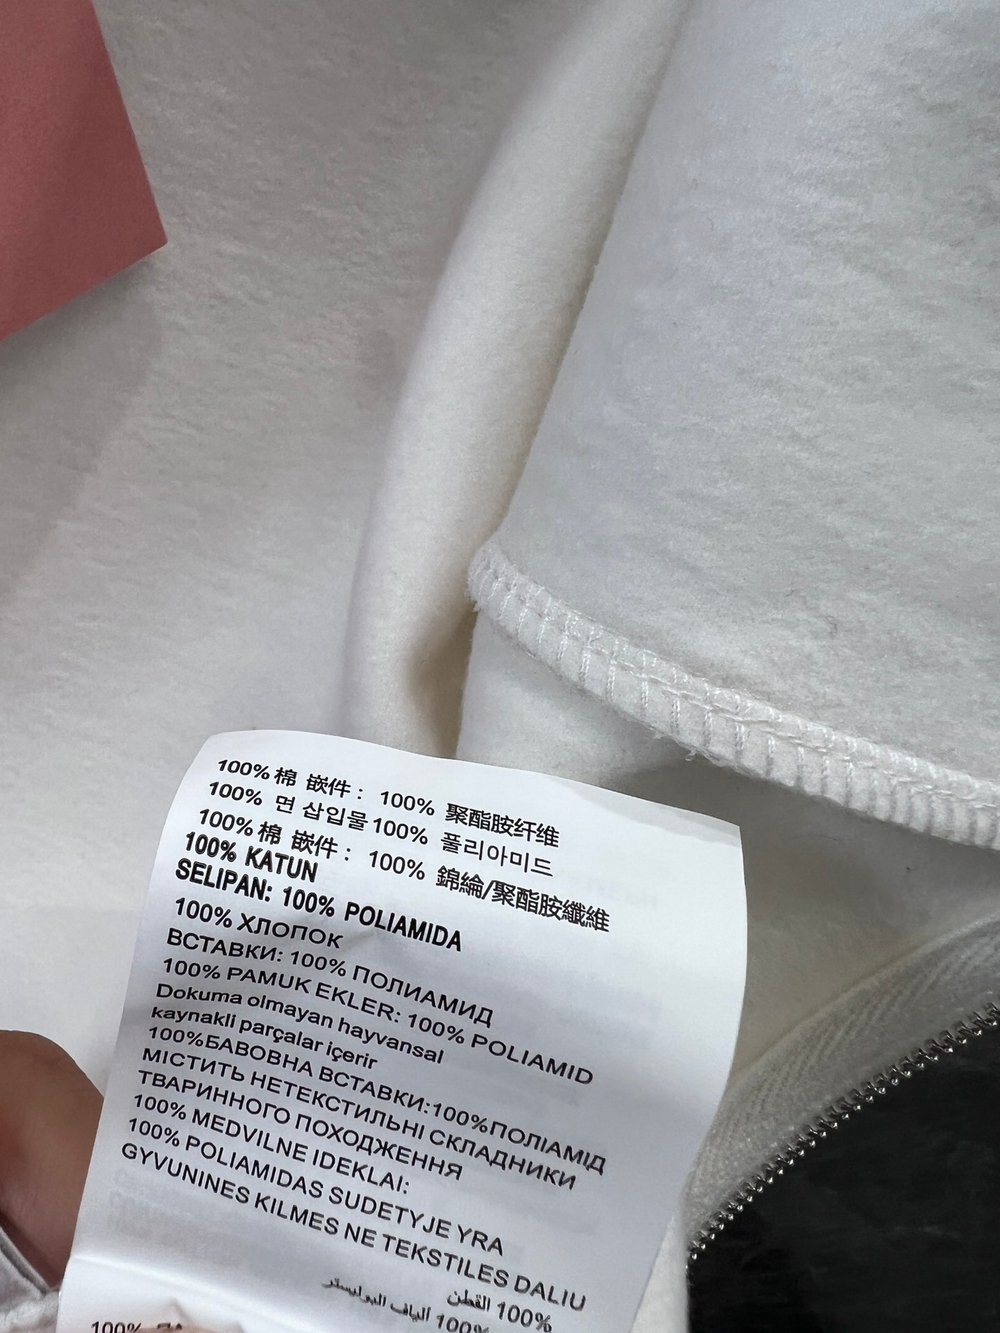 100% 棉 嵌件： 100% 聚酯胺纤维
100% 면 삽입물 100% 폴리아미드
100% 棉 嵌件： 100% 錦綸/聚酯胺纖維
100% KATUN
SELIPAN: 100% POLIAMIDA
100% ХЛОПОК
ВСТАВКИ: 100% ПОЛИАМИД
100% PAMUK EKLER: 100% POLIAMID
Dokuma olmayan hayvansal
kaynakli parçalar içerir
100%БАВОВНА ВСТАВКИ:100%ПОЛІАМІД
МІСТИТЬ НЕТЕКСТИЛЬНІ СКЛАДНИКИ
ТВАРИННОГО ПОХОДЖЕННЯ
100% MEDVILNE IDEKLAI:
100% POLIAMIDAS SUDETYJE YRA
GYVUNINES KILMES NE TEKSTILES DALIU
100% القطن
100% ألياف البوليستر
100%